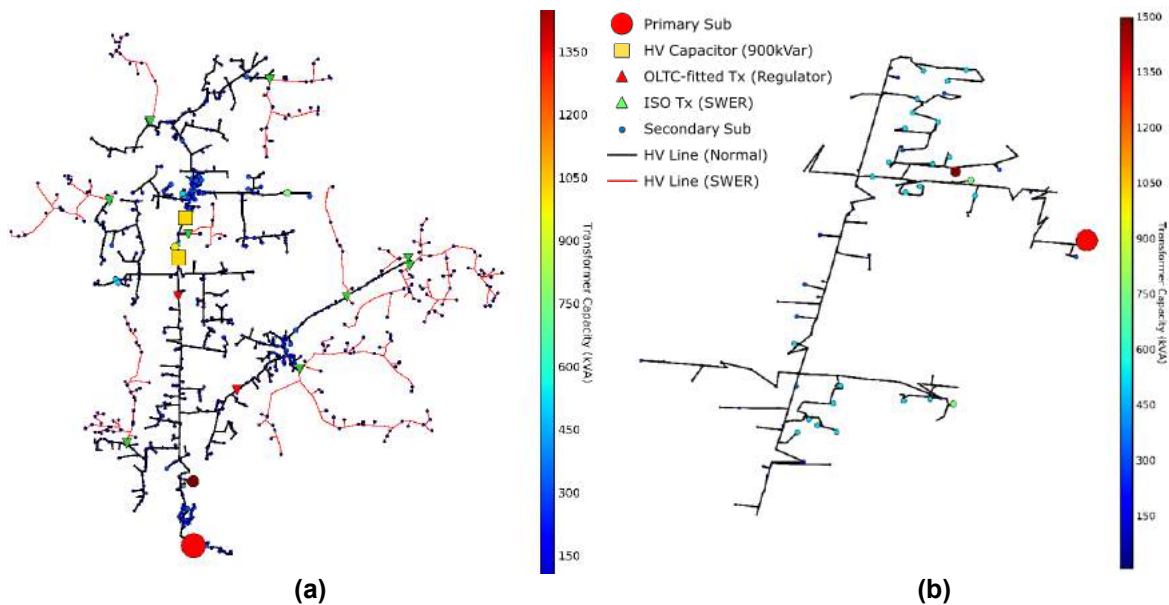 1350
1200
1050
900
750
600
450
300
150
Transformer Capacity (kVA)
(a)
Primary Sub
HV Capacitor (900kVar)
OLTC-fitted Tx (Regulator)
ISO Tx (SWER)
Secondary Sub
HV Line (Normal)
HV Line (SWER)
1500
1350
1200
1050
900
750
600
450
300
150
Transformer Capacity (kVA)
(b)